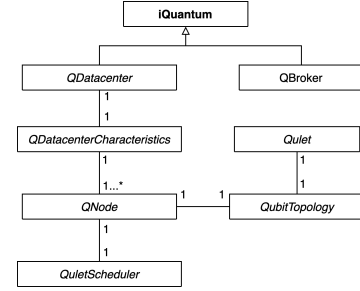 iQuantum
QDatacenter
QBroker
1
1
QDatacenterCharacteristics
Qulet
1
1
1...*
1
QNode
1
1
QubitTopology
1
1
QuletScheduler